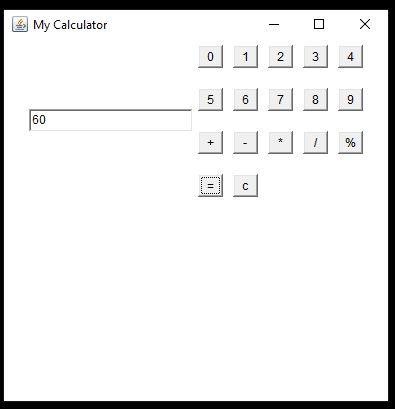 My Calculator
0 1 2 3 4
5 6 7 8 9
60
+ - * / %
= c